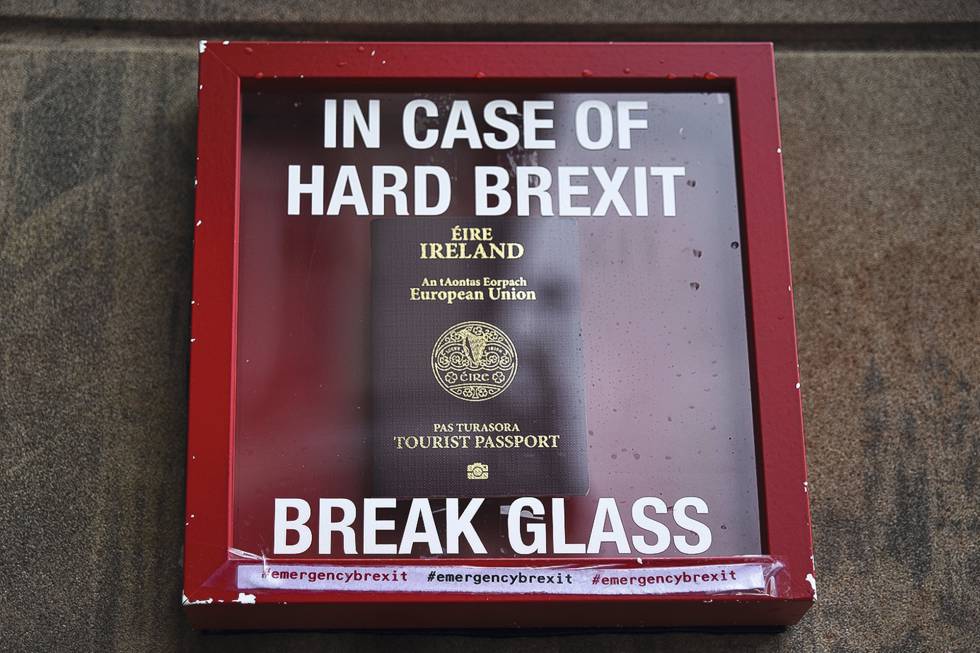 IN CASE OF
HARD BREXIT
ÉIRE
IRELAND
An tAontas Eorpach
European Union
ÉIRE
PAS TURASORA
TOURIST PASSPORT
BREAK GLASS
#emergencybrexit #emergencybrexit #emergencybrexit